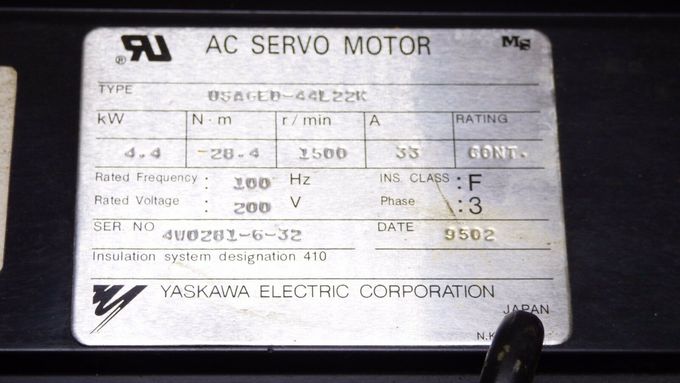 AC SERVO MOTOR
TYPE USAGED-44L22K
kW N·m r/min A RATING
4.4 28.4 1500 33 CONT.
Rated Frequency : 100 Hz INS. CLASS : F
Rated Voltage : 200 V Phase : 3
SER. NO 4W0281-6-32 DATE 9502
Insulation system designation 410
YASKAWA ELECTRIC CORPORATION
JAPAN